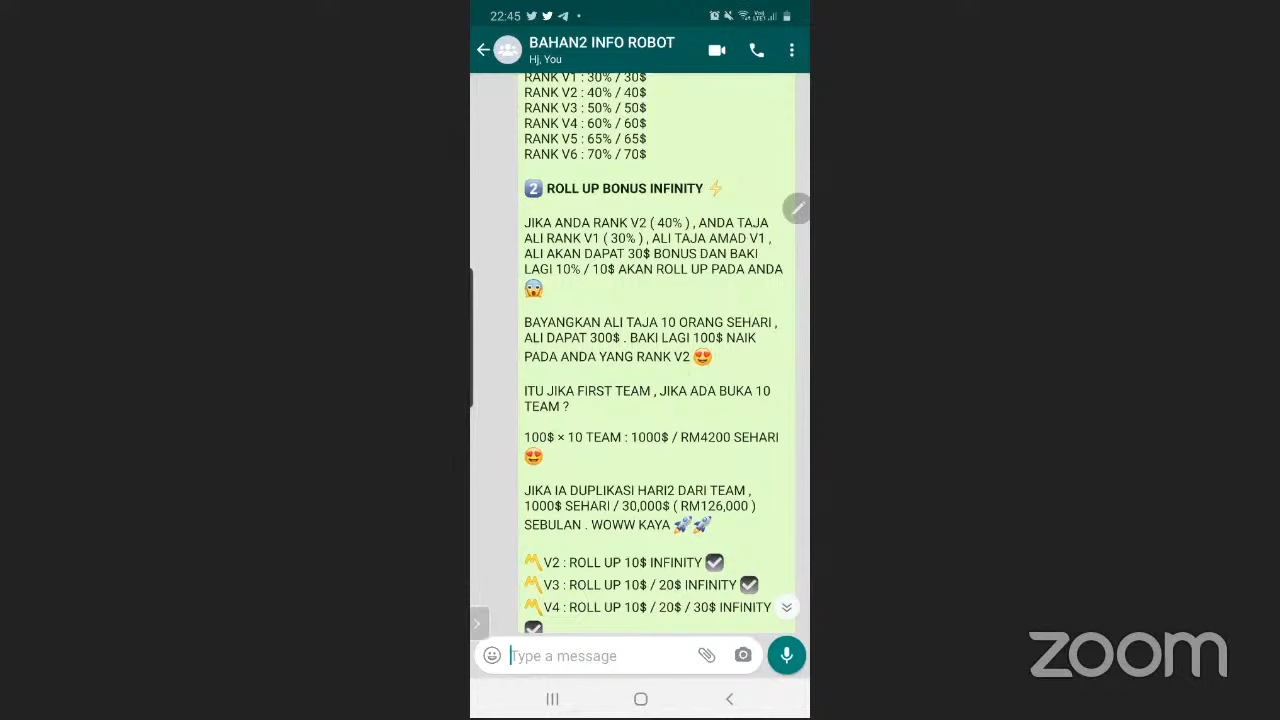 22:45
Vo)) LTE1
BAHAN2 INFO ROBOT
Hj, You
RANK V1 : 30% / 30$
RANK V2 : 40% / 40$
RANK V3 : 50% / 50$
RANK V4 : 60% / 60$
RANK V5 : 65% / 65$
RANK V6 : 70% / 70$
2 ROLL UP BONUS INFINITY ⚡
JIKA ANDA RANK V2 ( 40% ) , ANDA TAJA
ALI RANK V1 ( 30% ) , ALI TAJA AMAD V1 ,
ALI AKAN DAPAT 30$ BONUS DAN BAKI
LAGI 10% / 10$ AKAN ROLL UP PADA ANDA
😱
BAYANGKAN ALI TAJA 10 ORANG SEHARI ,
ALI DAPAT 300$ . BAKI LAGI 100$ NAIK
PADA ANDA YANG RANK V2 😍
ITU JIKA FIRST TEAM , JIKA ADA BUKA 10
TEAM ?
100$ × 10 TEAM : 1000$ / RM4200 SEHARI
😍
JIKA IA DUPLIKASI HARI2 DARI TEAM ,
1000$ SEHARI / 30,000$ ( RM126,000 )
SEBULAN . WOWW KAYA 🚀🚀
〽️V2 : ROLL UP 10$ INFINITY ☑️
〽️V3 : ROLL UP 10$ / 20$ INFINITY ☑️
〽️V4 : ROLL UP 10$ / 20$ / 30$ INFINITY
☑️
Type a message
zoom